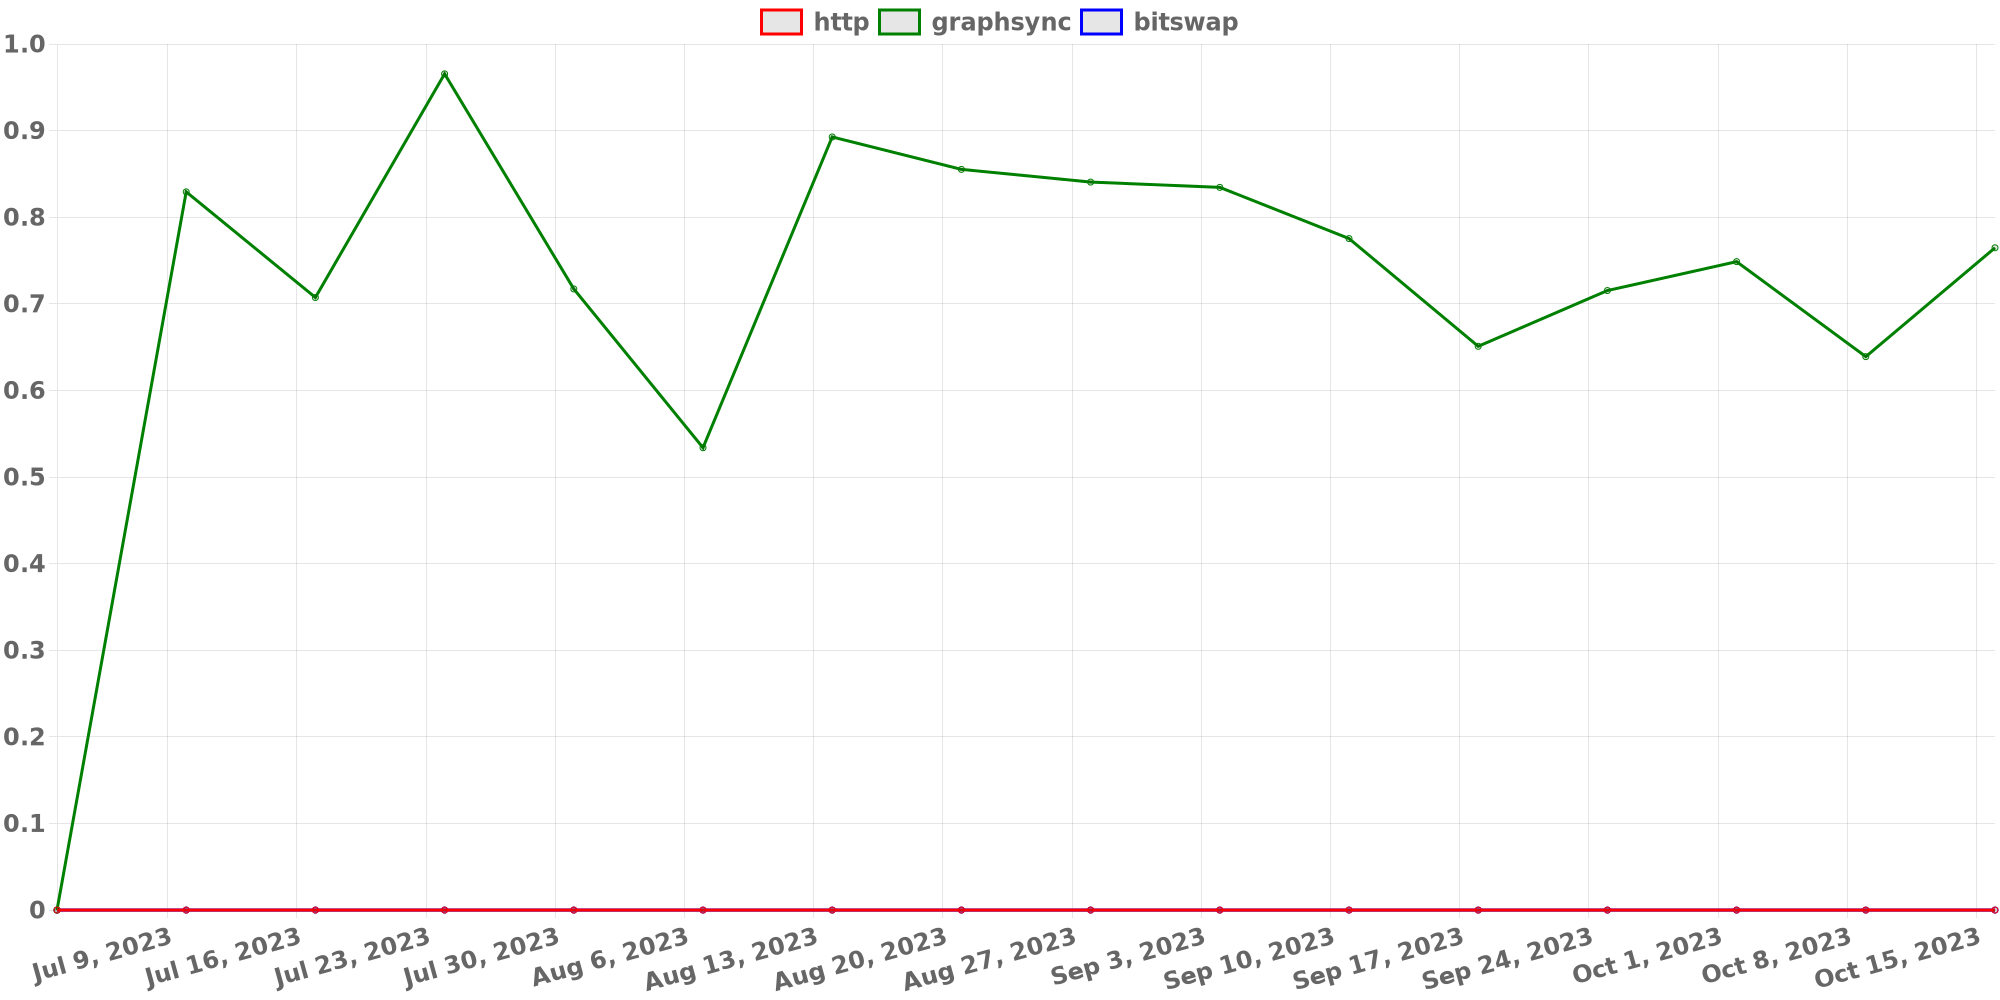 http graphsync bitswap
1.0
0.9
0.8
0.7
0.6
0.5
0.4
0.3
0.2
0.1
0
Jul 9, 2023
Jul 16, 2023
Jul 23, 2023
Jul 30, 2023
Aug 6, 2023
Aug 13, 2023
Aug 20, 2023
Aug 27, 2023
Sep 3, 2023
Sep 10, 2023
Sep 17, 2023
Sep 24, 2023
Oct 1, 2023
Oct 8, 2023
Oct 15, 2023